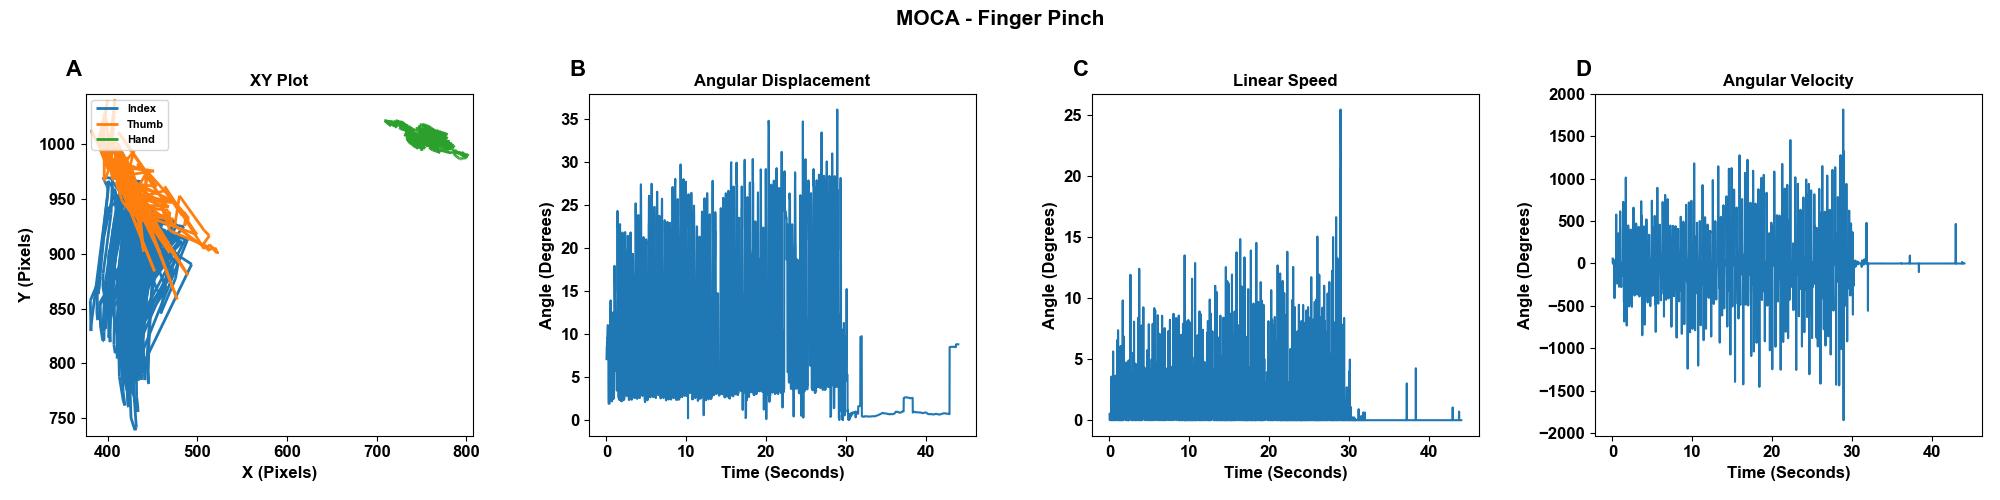 MOCA - Finger Pinch
A
XY Plot
Index
Thumb
Hand
1000
950
900
850
800
750
Y (Pixels)
400 500 600 700 800
X (Pixels)
B
Angular Displacement
35
30
25
20
15
10
5
0
Angle (Degrees)
0 10 20 30 40
Time (Seconds)
C
Linear Speed
25
20
15
10
5
0
Angle (Degrees)
0 10 20 30 40
Time (Seconds)
D
Angular Velocity
2000
1500
1000
500
0
−500
−1000
−1500
−2000
Angle (Degrees)
0 10 20 30 40
Time (Seconds)